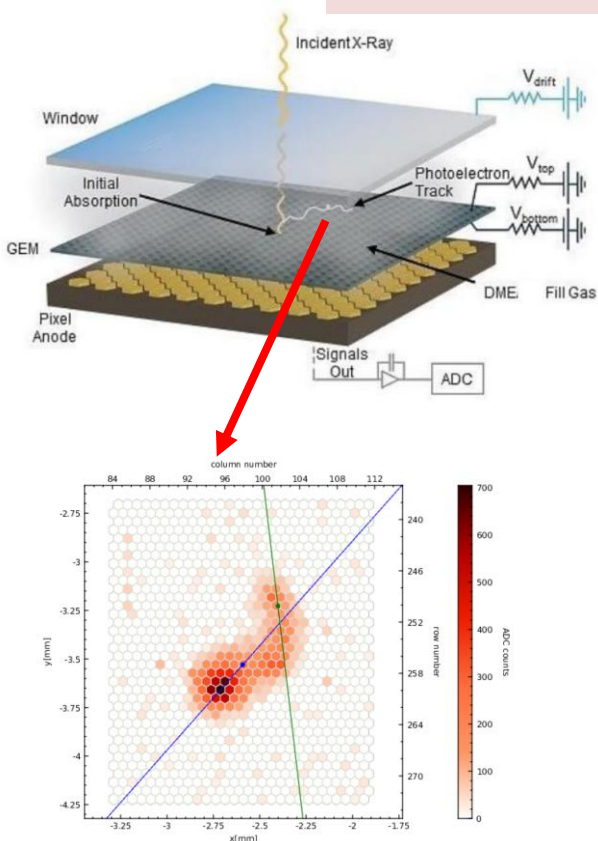 Incident X-Ray
V drift
Window
Photoelectron
Track
V top
Initial
Absorption
V bottom
GEM
DME.
Fill Gas
Pixel
Anode
Signals
Out
ADC
column number
84 88 92 96 100 104 108 112
-2.75
-3
-3.25
-3.5
-3.75
-4
-4.25
y[mm]
240
246
252
258
264
270
row number
700
600
500
400
300
200
100
0
ADC counts
-3.25 -3 -2.75 -2.5 -2.25 -2 -1.75
x[mm]